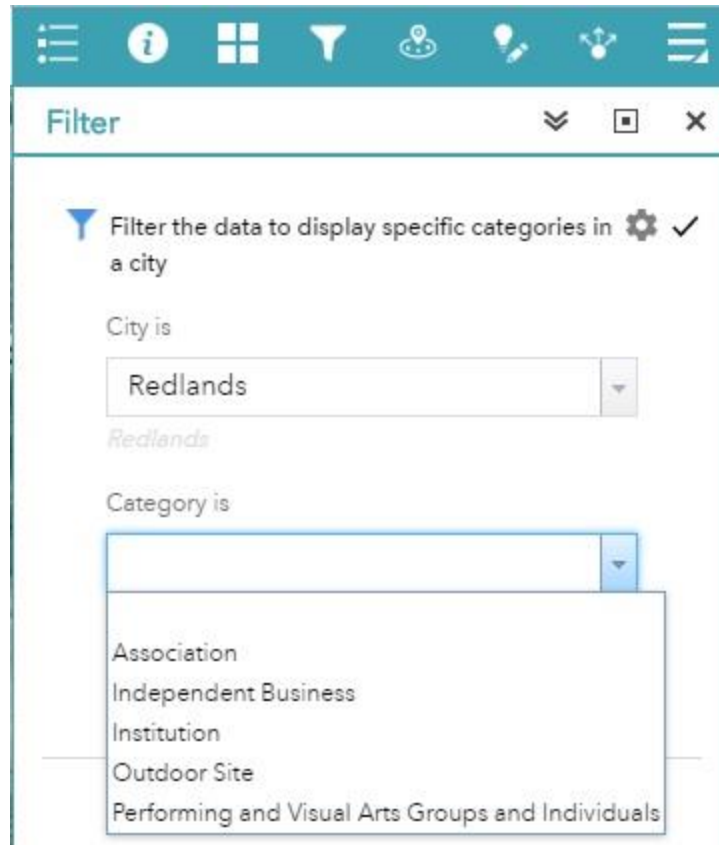 Filter
Filter the data to display specific categories in
a city
City is
Redlands
Redlands
Category is
Association
Independent Business
Institution
Outdoor Site
Performing and Visual Arts Groups and Individuals